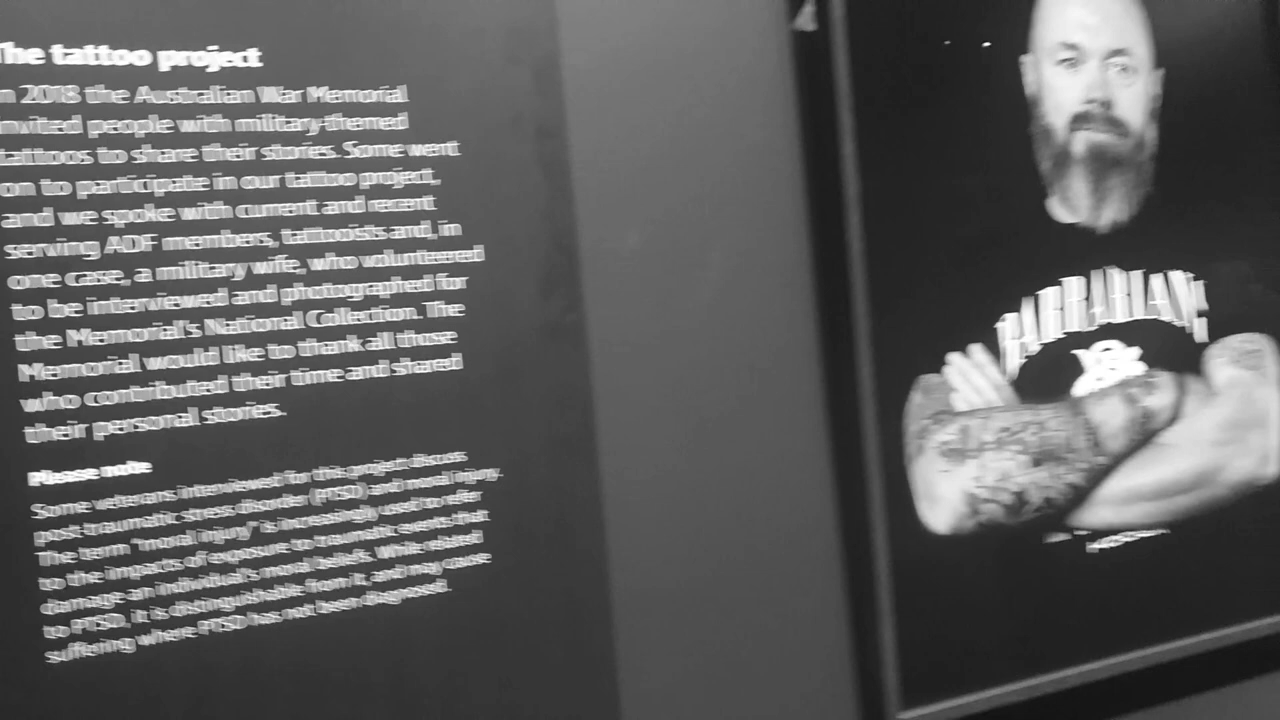 The tattoo project
In 2018 the Australian War Memorial
invited people with military-themed
tattoos to share their stories. Some went
on to participate in our tattoo project,
and we spoke with current and recent
serving ADF members, tattooists and, in
one case, a military wife, who volunteered
to be interviewed and photographed for
the Memorial's National Collection. The
Memorial would like to thank all those
who contributed their time and shared
their personal stories.
Please note
Some veterans interviewed for this project discuss
post-traumatic stress disorder (PTSD) and moral injury.
The term "moral injury" is increasingly used to refer
to the impacts of exposure to traumatic events that
damage an individual's moral beliefs. While related
to PTSD, it is distinguishable from it, and may cause
suffering where PTSD has not been diagnosed.
BARBARIANS